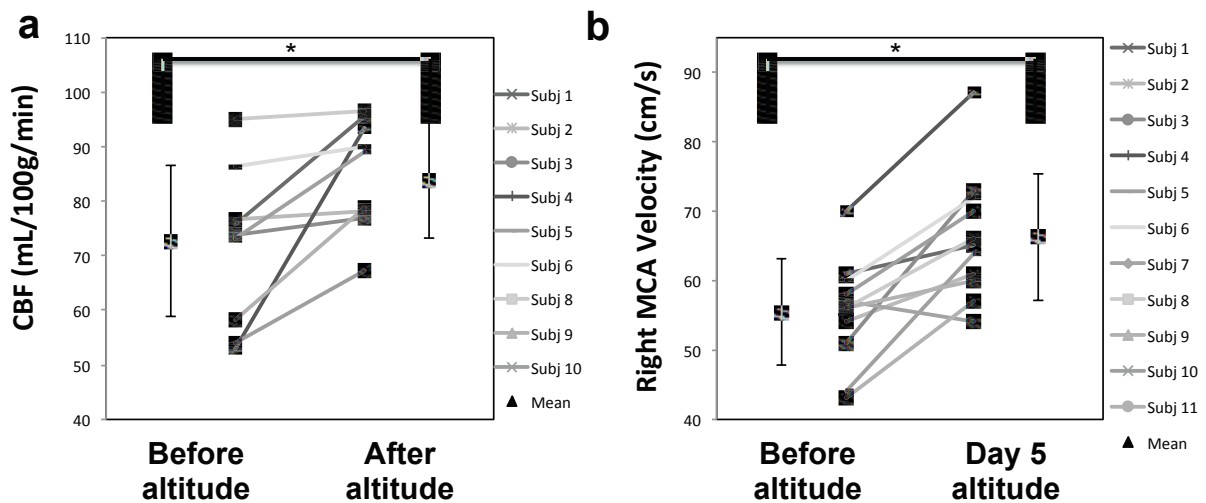 a
*
CBF (mL/100g/min)
110
100
90
80
70
60
50
40
Before
altitude
After
altitude
Subj 1
Subj 2
Subj 3
Subj 4
Subj 5
Subj 6
Subj 8
Subj 9
Subj 10
Mean
b
*
Right MCA Velocity (cm/s)
90
80
70
60
50
40
Before
altitude
Day 5
altitude
Subj 1
Subj 2
Subj 3
Subj 4
Subj 5
Subj 6
Subj 7
Subj 8
Subj 9
Subj 10
Subj 11
Mean